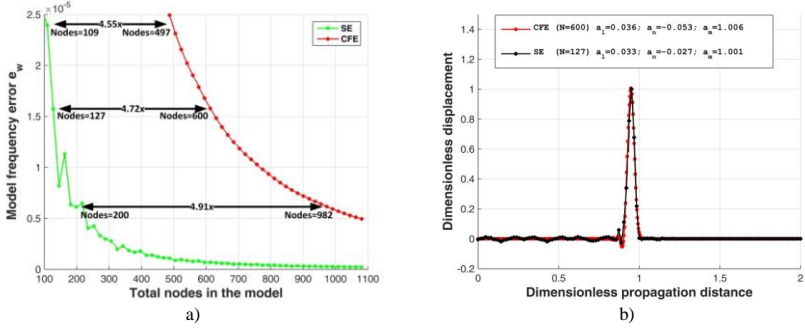 2.5 ×10⁻⁵
2
1.5
1
0.5
0
100 200 300 400 500 600 700 800 900 1000 1100
Model frequency error e_w
Total nodes in the model
4.55x
Nodes=109 Nodes=497
4.72x
Nodes=127 Nodes=600
4.91x
Nodes=200 Nodes=982
SE
CFE
a)
1.4
1.2
1
0.8
0.6
0.4
0.2
0
-0.2
0 0.5 1 1.5 2
Dimensionless displacement
Dimensionless propagation distance
CFE (N=600) a_l=0.036; a_n=-0.053; a_m=1.006
SE (N=127) a_l=0.033; a_n=-0.027; a_m=1.001
b)